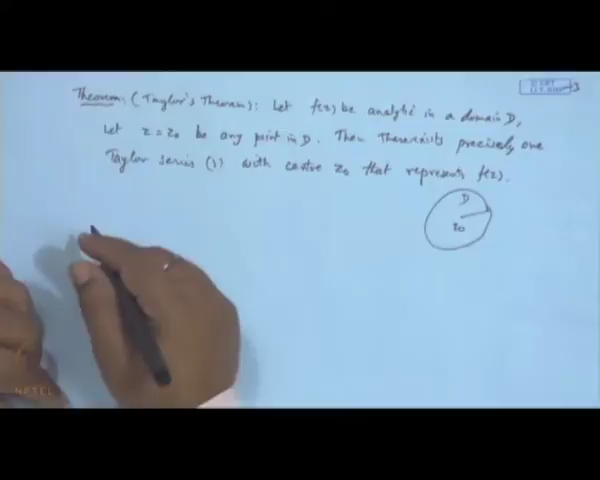 Theorem: (Taylor's Theorem): Let f(z) be analytic in a domain D,
Let z = z0 be any point in D. Then There exists precisely one
Taylor series (1) with centre z0 that represents f(z).
D
z0
3
NPTEL